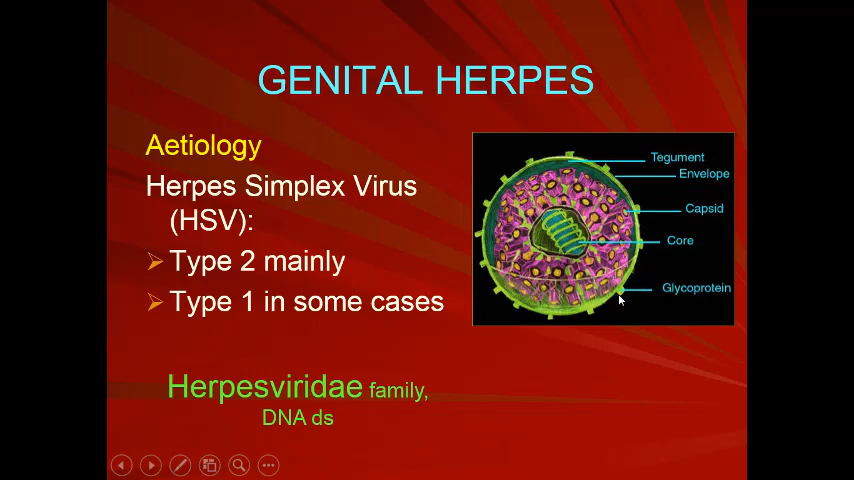 GENITAL HERPES
Aetiology
Herpes Simplex Virus
(HSV):
Type 2 mainly
Type 1 in some cases
Tegument
Envelope
Capsid
Core
Glycoprotein
Herpesviridae family,
DNA ds